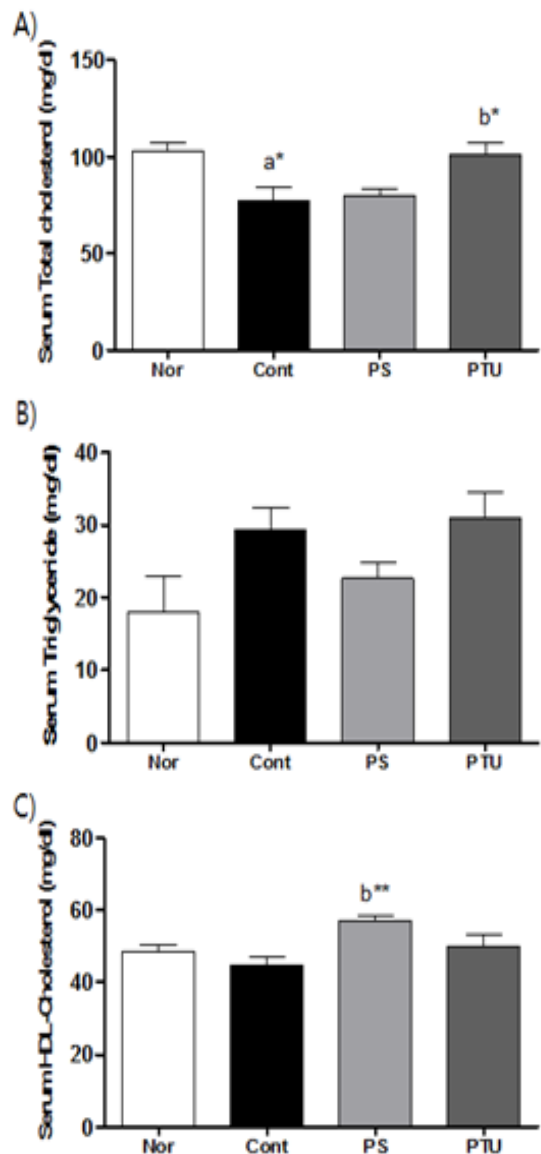 A)
Serum Total cholesterol (mg/dl)
150
100
50
0
a*
b*
Nor Cont PS PTU
B)
Serum Triglyceride (mg/dl)
40
30
20
10
0
Nor Cont PS PTU
C)
Serum HDL-Cholesterol (mg/dl)
80
60
40
20
0
b**
Nor Cont PS PTU